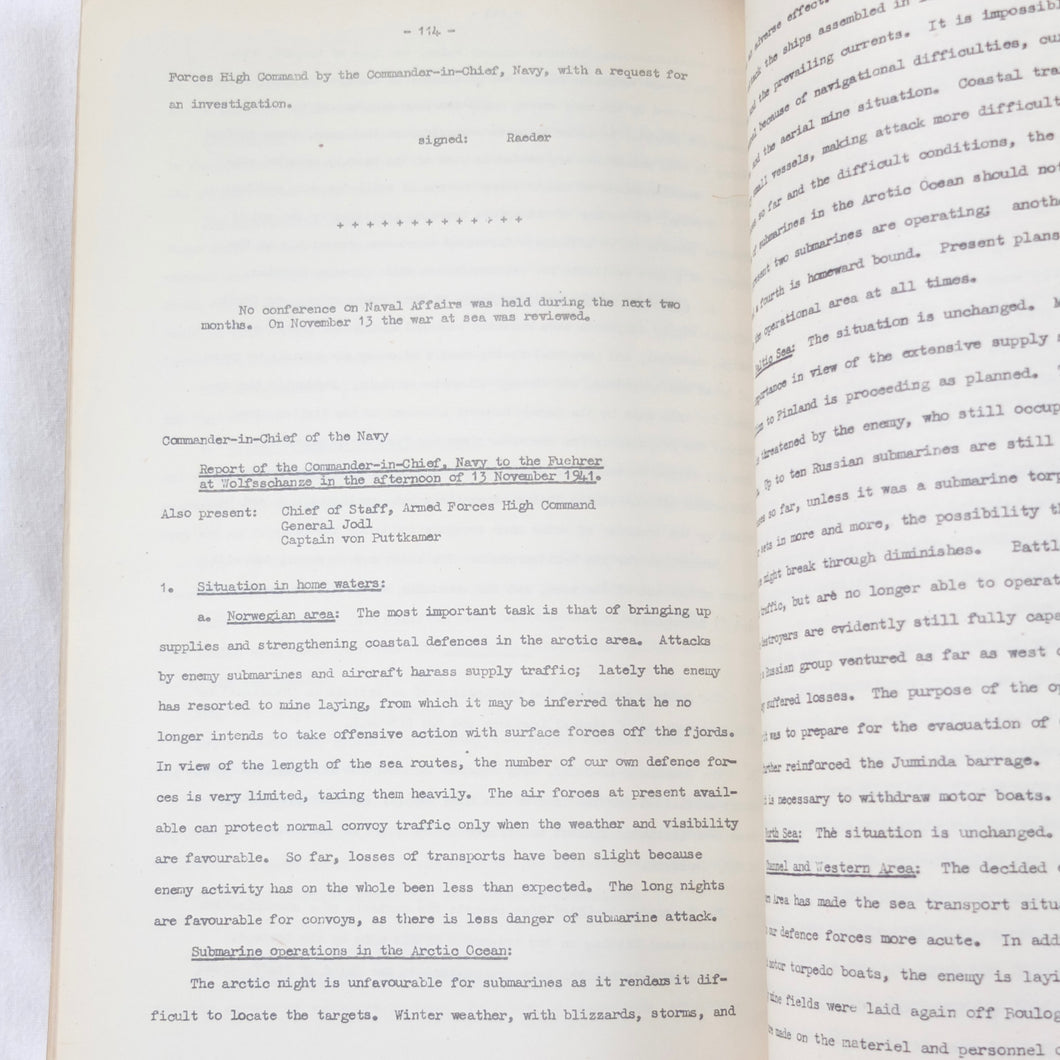 - 114 -
Forces High Command by the Commander-in-Chief, Navy, with a request for
an investigation.
signed: Raeder
+ + + + + + + + + + + + +
No conference on Naval Affairs was held during the next two
months. On November 13 the war at sea was reviewed.
Commander-in-Chief of the Navy
Report of the Commander-in-Chief, Navy to the Fuehrer
at Wolfsschanze in the afternoon of 13 November 1941.
Also present: Chief of Staff, Armed Forces High Command
General Jodl
Captain von Puttkamer
1. Situation in home waters:
a. Norwegian area: The most important task is that of bringing up
supplies and strengthening coastal defences in the arctic area. Attacks
by enemy submarines and aircraft harass supply traffic; lately the enemy
has resorted to mine laying, from which it may be inferred that he no
longer intends to take offensive action with surface forces off the fjords.
In view of the length of the sea routes, the number of our own defence for-
ces is very limited, taxing them heavily. The air forces at present avail-
able can protect normal convoy traffic only when the weather and visibility
are favourable. So far, losses of transports have been slight because
enemy activity has on the whole been less than expected. The long nights
are favourable for convoys, as there is less danger of submarine attack.
Submarine operations in the Arctic Ocean:
The arctic night is unfavourable for submarines as it renders it dif-
ficult to locate the targets. Winter weather, with blizzards, storms, and
adverse effect.
the ships assembled in
the prevailing currents. It is impossible
because of navigational difficulties,
and the aerial mine situation. Coastal
small vessels, making attack more difficult
so far and the difficult conditions, the
submarines in the Arctic Ocean should not
two submarines are operating;
fourth is homeward bound. Present plans
operational area at all times.
Baltic Sea: The situation is unchanged.
importance in view of the extensive supply
to Finland is proceeding as planned.
threatened by the enemy, who still
Up to ten Russian submarines are still
so far, unless it was a submarine
sets in more and more, the possibility
might break through diminishes.
traffic, but are no longer able to
destroyers are evidently still fully
Russian group ventured as far as west
suffered losses. The purpose of the
was to prepare for the evacuation of
further reinforced the Juminda barrage.
it is necessary to withdraw motor boats.
North Sea: The situation is unchanged.
Channel and Western Area: The decided
Area has made the sea transport
our defence forces more acute. In
motor torpedo boats, the enemy is
mine fields were laid again off
made on the materiel and personnel